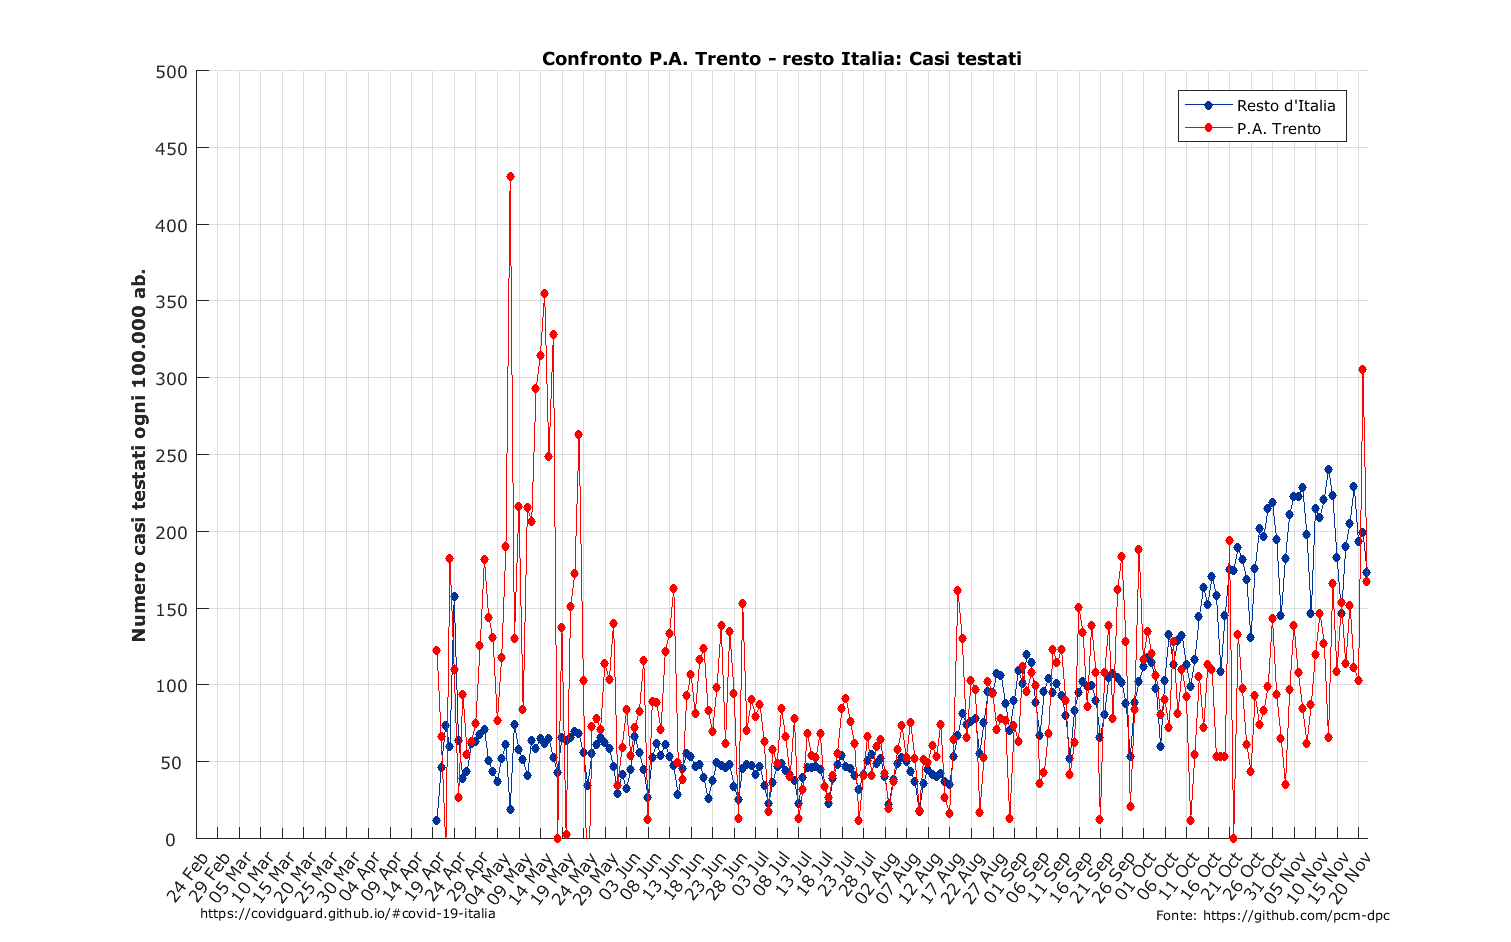 Confronto P.A. Trento - resto Italia: Casi testati
Resto d'Italia
P.A. Trento
Numero casi testati ogni 100.000 ab.
500
450
400
350
300
250
200
150
100
50
0
24 Feb
29 Feb
05 Mar
10 Mar
15 Mar
20 Mar
25 Mar
30 Mar
04 Apr
09 Apr
14 Apr
19 Apr
24 Apr
29 Apr
04 May
09 May
14 May
19 May
24 May
29 May
03 Jun
08 Jun
13 Jun
18 Jun
23 Jun
28 Jun
03 Jul
08 Jul
13 Jul
18 Jul
23 Jul
28 Jul
02 Aug
07 Aug
12 Aug
17 Aug
22 Aug
27 Aug
01 Sep
06 Sep
11 Sep
16 Sep
21 Sep
26 Sep
01 Oct
06 Oct
11 Oct
16 Oct
21 Oct
26 Oct
31 Oct
05 Nov
10 Nov
15 Nov
20 Nov
https://covidguard.github.io/#covid-19-italia
Fonte: https://github.com/pcm-dpc